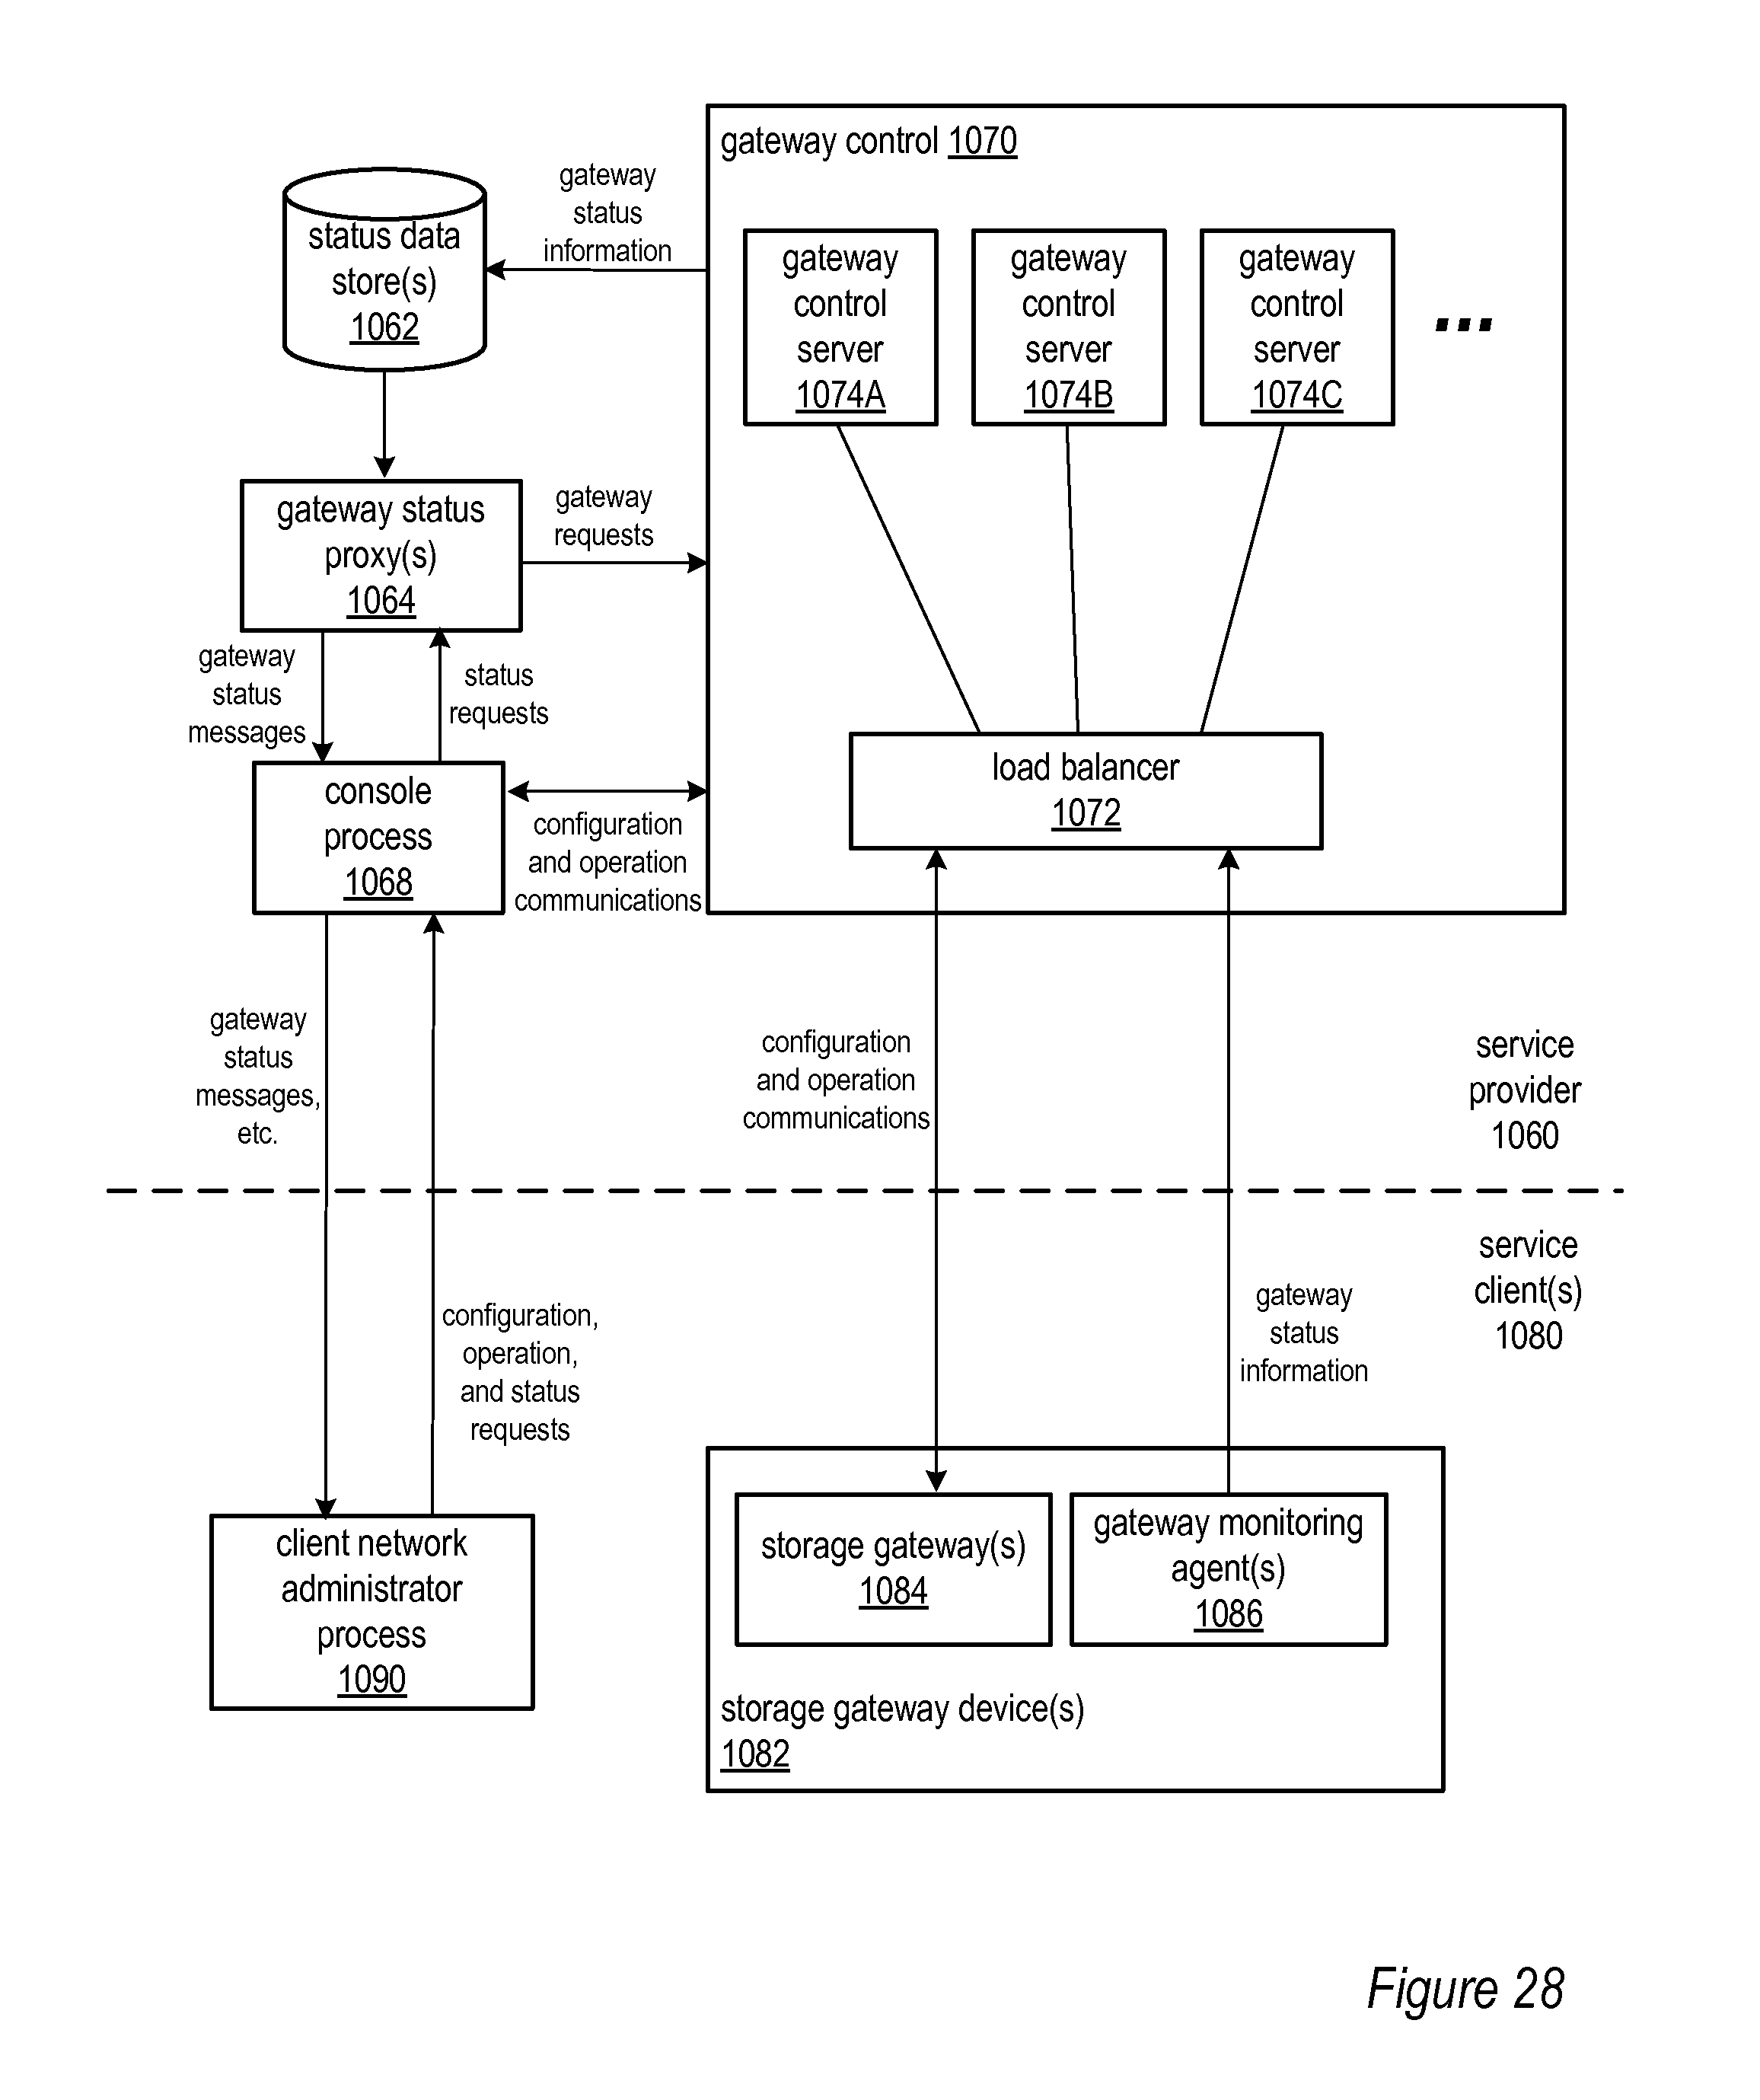 gateway control 1070
gateway
status
information
status data
store(s)
1062
gateway
control
server
1074A
gateway
control
server
1074B
gateway
control
server
1074C
...
gateway status
proxy(s)
1064
gateway
requests
gateway
status
messages
status
requests
console
process
1068
configuration
and operation
communications
load balancer
1072
gateway
status
messages,
etc.
configuration
and operation
communications
service
provider
1060
service
client(s)
1080
configuration,
operation,
and status
requests
gateway
status
information
client network
administrator
process
1090
storage gateway(s)
1084
gateway monitoring
agent(s)
1086
storage gateway device(s)
1082
Figure 28